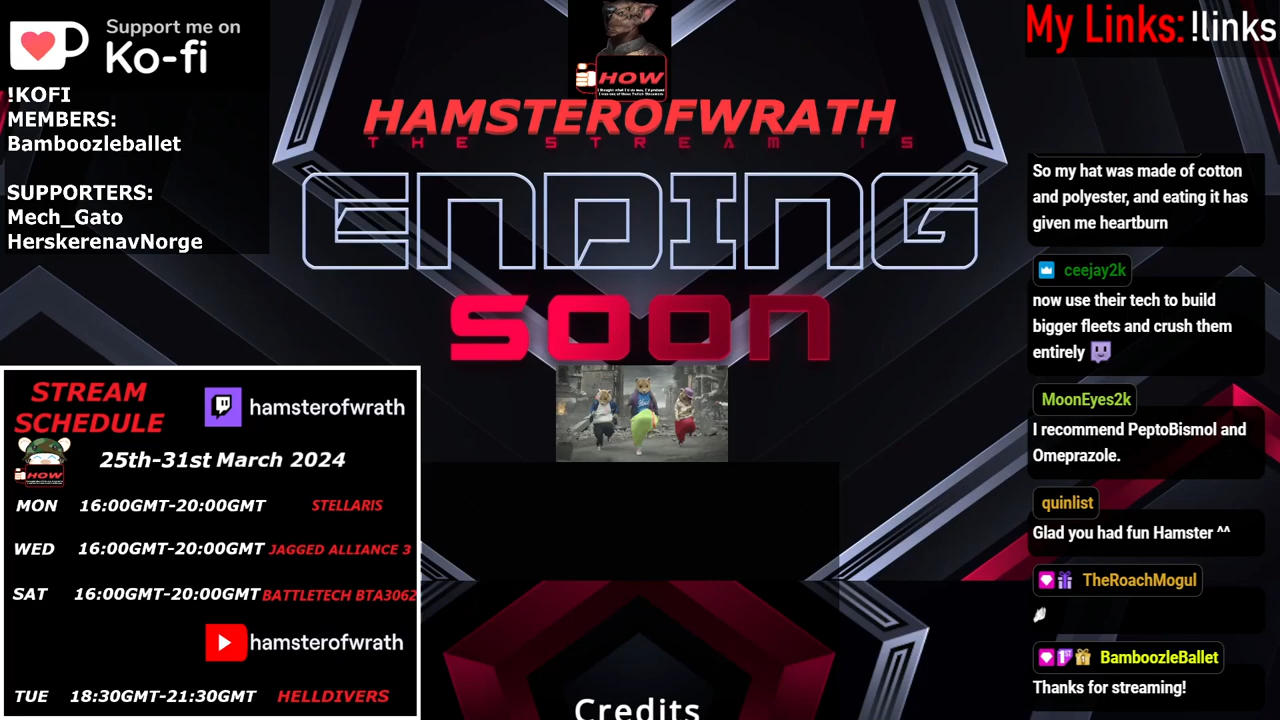 Support me on
Ko-fi
!KOFI
MEMBERS:
Bamboozleballet
SUPPORTERS:
Mech_Gato
HerskerenavNorge
HOW
HAMSTEROFWRATH
THE STREAM IS
ENDING
SOON
My Links: !links
So my hat was made of cotton
and polyester, and eating it has
given me heartburn
ceejay2k
now use their tech to build
bigger fleets and crush them
entirely
MoonEyes2k
I recommend PeptoBismol and
Omeprazole.
quinlist
Glad you had fun Hamster ^^
TheRoachMogul
BamboozleBallet
Thanks for streaming!
STREAM
SCHEDULE
hamsterofwrath
HOW
25th-31st March 2024
MON 16:00GMT-20:00GMT STELLARIS
WED 16:00GMT-20:00GMT JAGGED ALLIANCE 3
SAT 16:00GMT-20:00GMT BATTLETECH BTA3062
hamsterofwrath
TUE 18:30GMT-21:30GMT HELLDIVERS
Credits